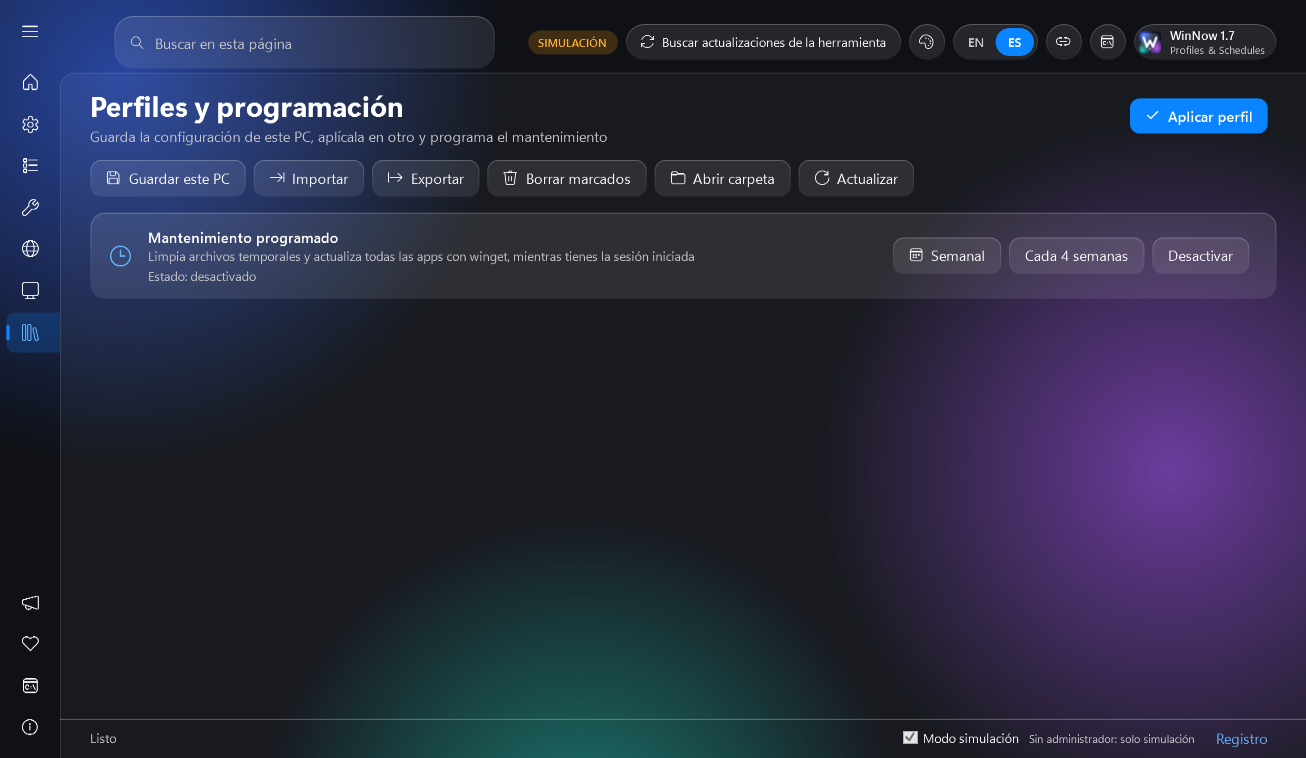 Buscar en esta página
SIMULACIÓN
Buscar actualizaciones de la herramienta
EN
ES
WinNow 1.7
Profiles & Schedules
Perfiles y programación
Guarda la configuración de este PC, aplícala en otro y programa el mantenimiento
Aplicar perfil
Guardar este PC
Importar
Exportar
Borrar marcados
Abrir carpeta
Actualizar
Mantenimiento programado
Limpia archivos temporales y actualiza todas las apps con winget, mientras tienes la sesión iniciada
Estado: desactivado
Semanal
Cada 4 semanas
Desactivar
Listo
Modo simulación
Sin administrador: solo simulación
Registro